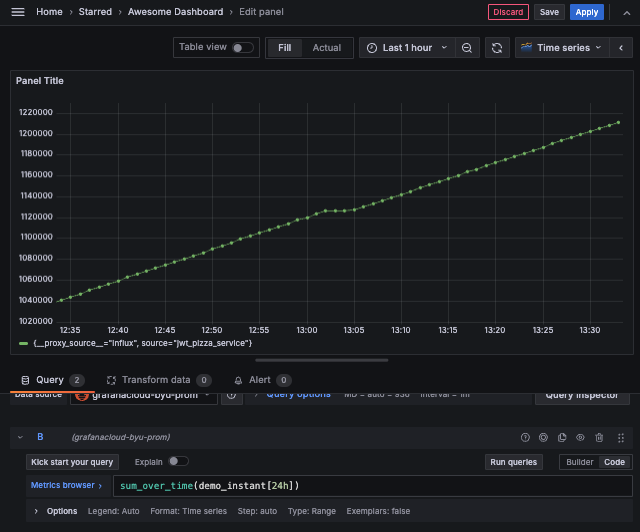 Home › Starred › Awesome Dashboard › Edit panel Discard Save Apply
Table view Fill Actual Last 1 hour Time series
Panel Title
1220000
1200000
1180000
1160000
1140000
1120000
1100000
1080000
1060000
1040000
1020000
12:35 12:40 12:45 12:50 12:55 13:00 13:05 13:10 13:15 13:20 13:25 13:30
{__proxy_source__="influx", source="jwt_pizza_service"}
Query 2 Transform data 0 Alert 0
Data source grafanacloud-byu-prom Query options MD = auto = 930 Interval = 1m Query inspector
B (grafanacloud-byu-prom)
Kick start your query Explain Run queries Builder Code
Metrics browser › sum_over_time(demo_instant[24h])
› Options Legend: Auto Format: Time series Step: auto Type: Range Exemplars: false